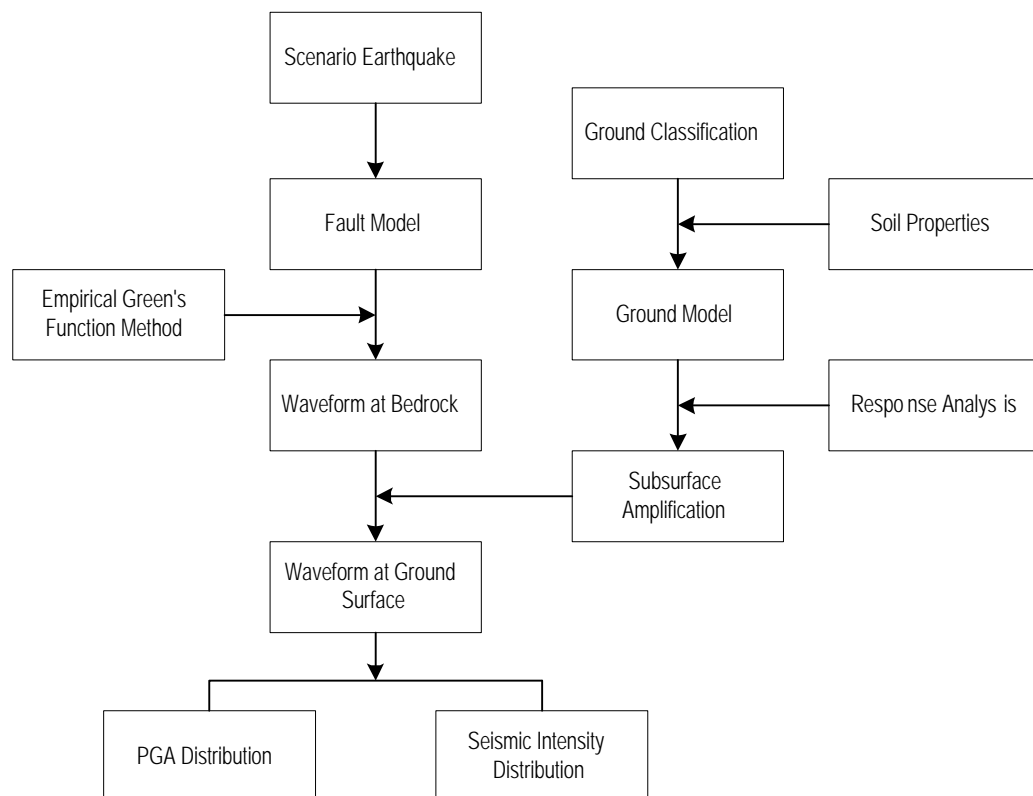 Scenario Earthquake
Ground Classification
Fault Model
Soil Properties
Empirical Green's
Function Method
Ground Model
Waveform at Bedrock
Respo nse Analys is
Subsurface
Amplification
Waveform at Ground
Surface
PGA Distribution
Seismic Intensity
Distribution